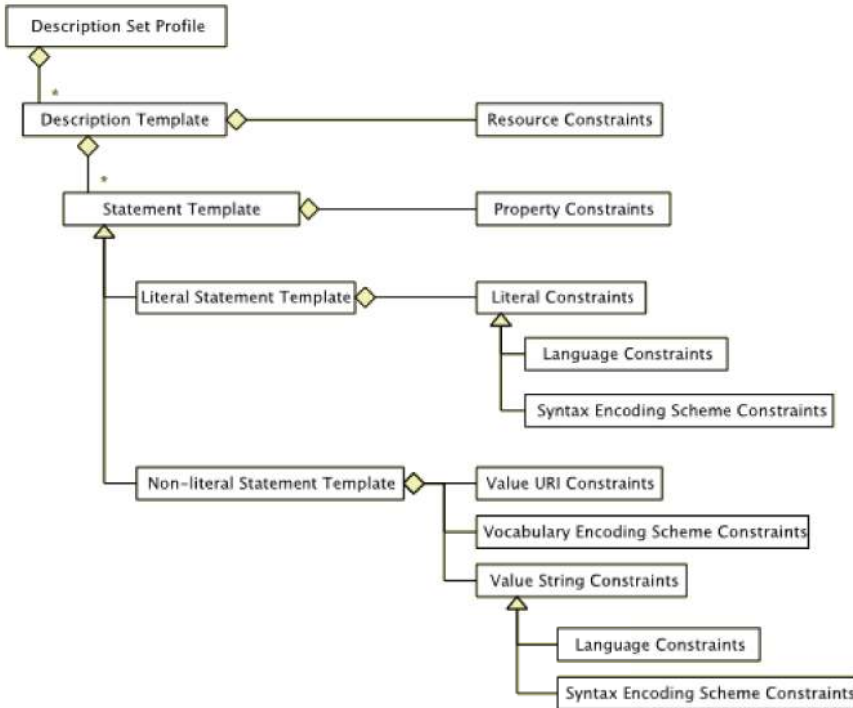 Description Set Profile
*
Description Template
Resource Constraints
*
Statement Template
Property Constraints
Literal Statement Template
Literal Constraints
Language Constraints
Syntax Encoding Scheme Constraints
Non-literal Statement Template
Value URI Constraints
Vocabulary Encoding Scheme Constraints
Value String Constraints
Language Constraints
Syntax Encoding Scheme Constraints